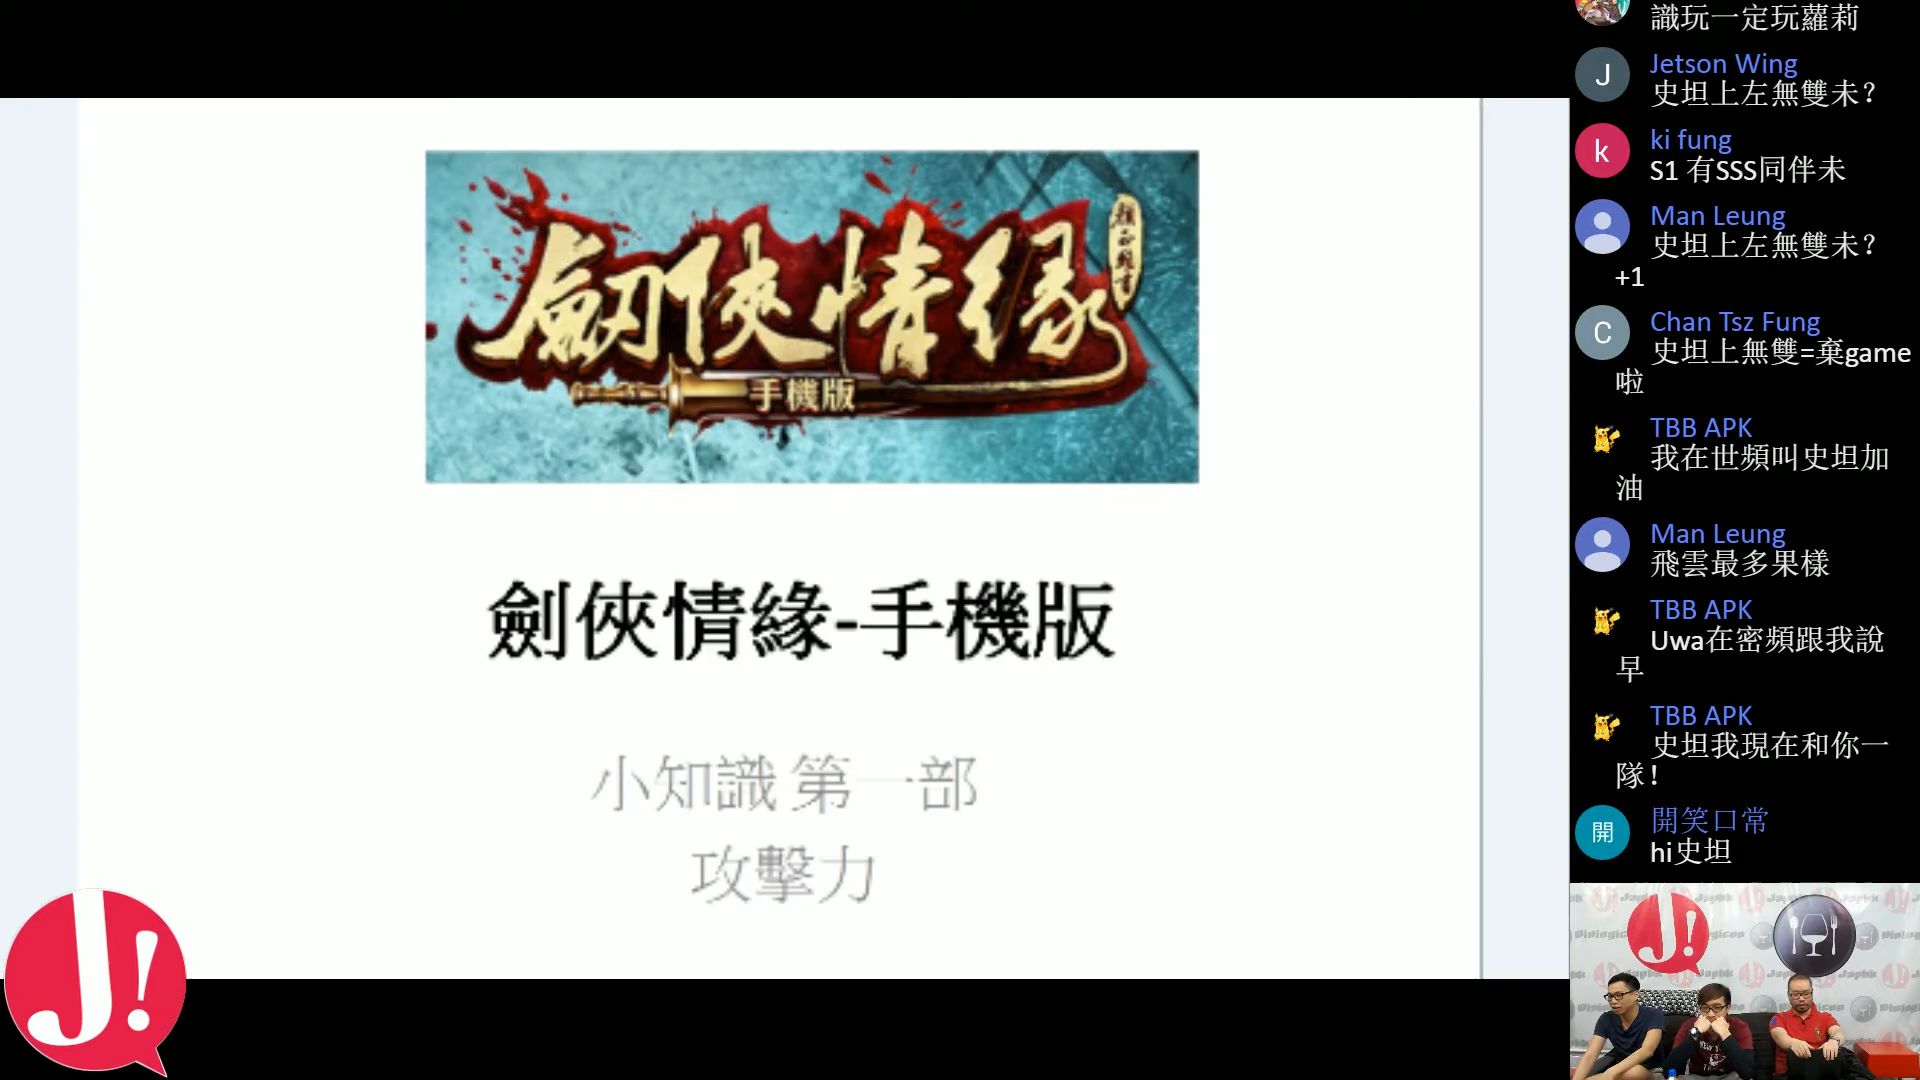 劍俠情緣
手機版
劍俠情緣-手機版
小知識 第一部
攻擊力
J!
識玩一定玩蘿莉
J
Jetson Wing
史坦上左無雙未?
k
ki fung
S1 有SSS同伴未
Man Leung
史坦上左無雙未?
+1
C
Chan Tsz Fung
史坦上無雙=棄game
啦
TBB APK
我在世頻叫史坦加
油
Man Leung
飛雲最多果樣
TBB APK
Uwa在密頻跟我說
早
TBB APK
史坦我現在和你一
隊!
開
開笑口常
hi史坦
J!